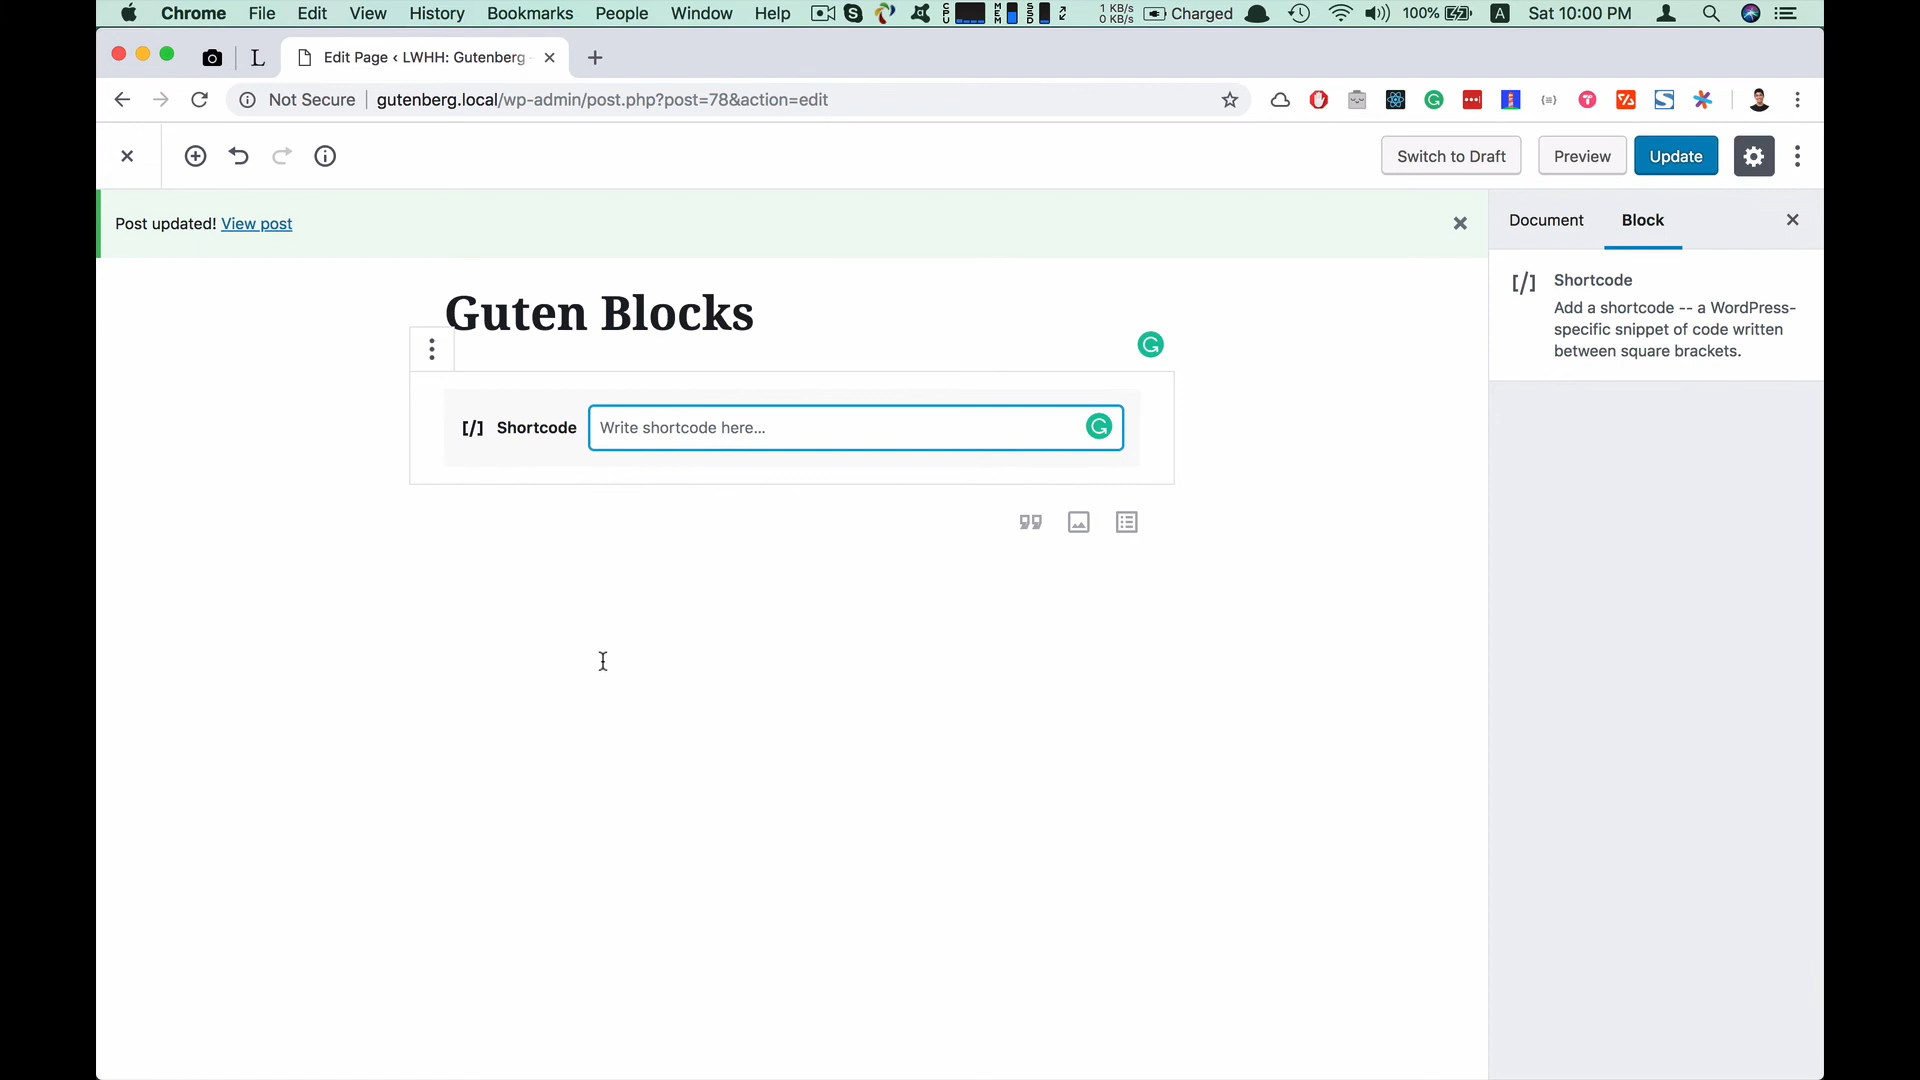 Chrome File Edit View History Bookmarks People Window Help CPU MEM SSD 1 KB/s 0 KB/s Charged 100% A Sat 10:00 PM
L Edit Page ‹ LWHH: Gutenberg
Not Secure gutenberg.local/wp-admin/post.php?post=78&action=edit
Switch to Draft Preview Update
Post updated! View post
Document Block
[/] Shortcode
Add a shortcode -- a WordPress-
specific snippet of code written
between square brackets.
Guten Blocks
[/] Shortcode Write shortcode here...